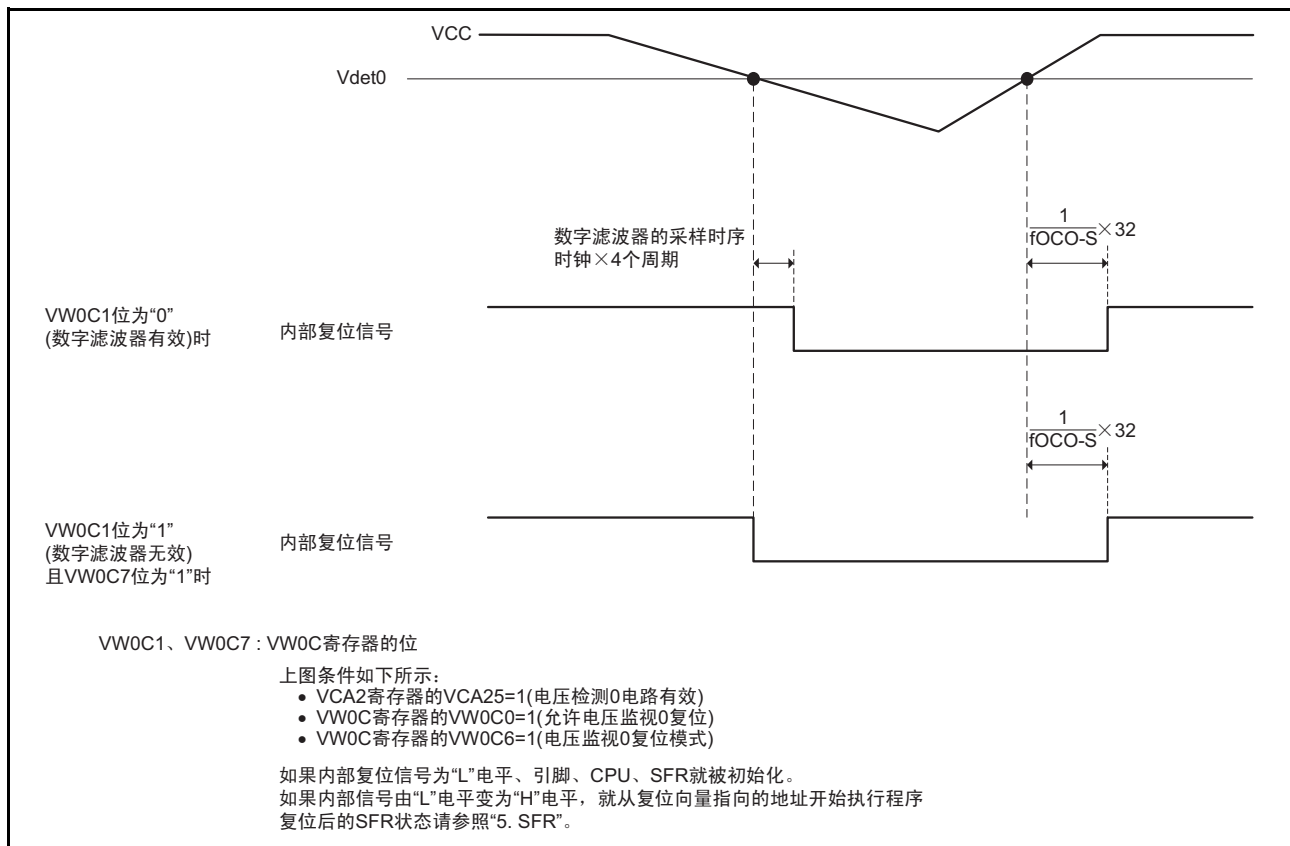 VCC
Vdet0
数字滤波器的采样时序
时钟×4个周期
1
fOCO-S ×32
VW0C1位为“0”
(数字滤波器有效)时
内部复位信号
1
fOCO-S ×32
VW0C1位为“1”
(数字滤波器无效)
且VW0C7位为“1”时
内部复位信号
VW0C1、VW0C7 : VW0C寄存器的位
上图条件如下所示：
• VCA2寄存器的VCA25=1(电压检测0电路有效)
• VW0C寄存器的VW0C0=1(允许电压监视0复位)
• VW0C寄存器的VW0C6=1(电压监视0复位模式)
如果内部复位信号为“L”电平、引脚、CPU、SFR就被初始化。
如果内部信号由“L”电平变为“H”电平，就从复位向量指向的地址开始执行程序
复位后的SFR状态请参照“5. SFR”。